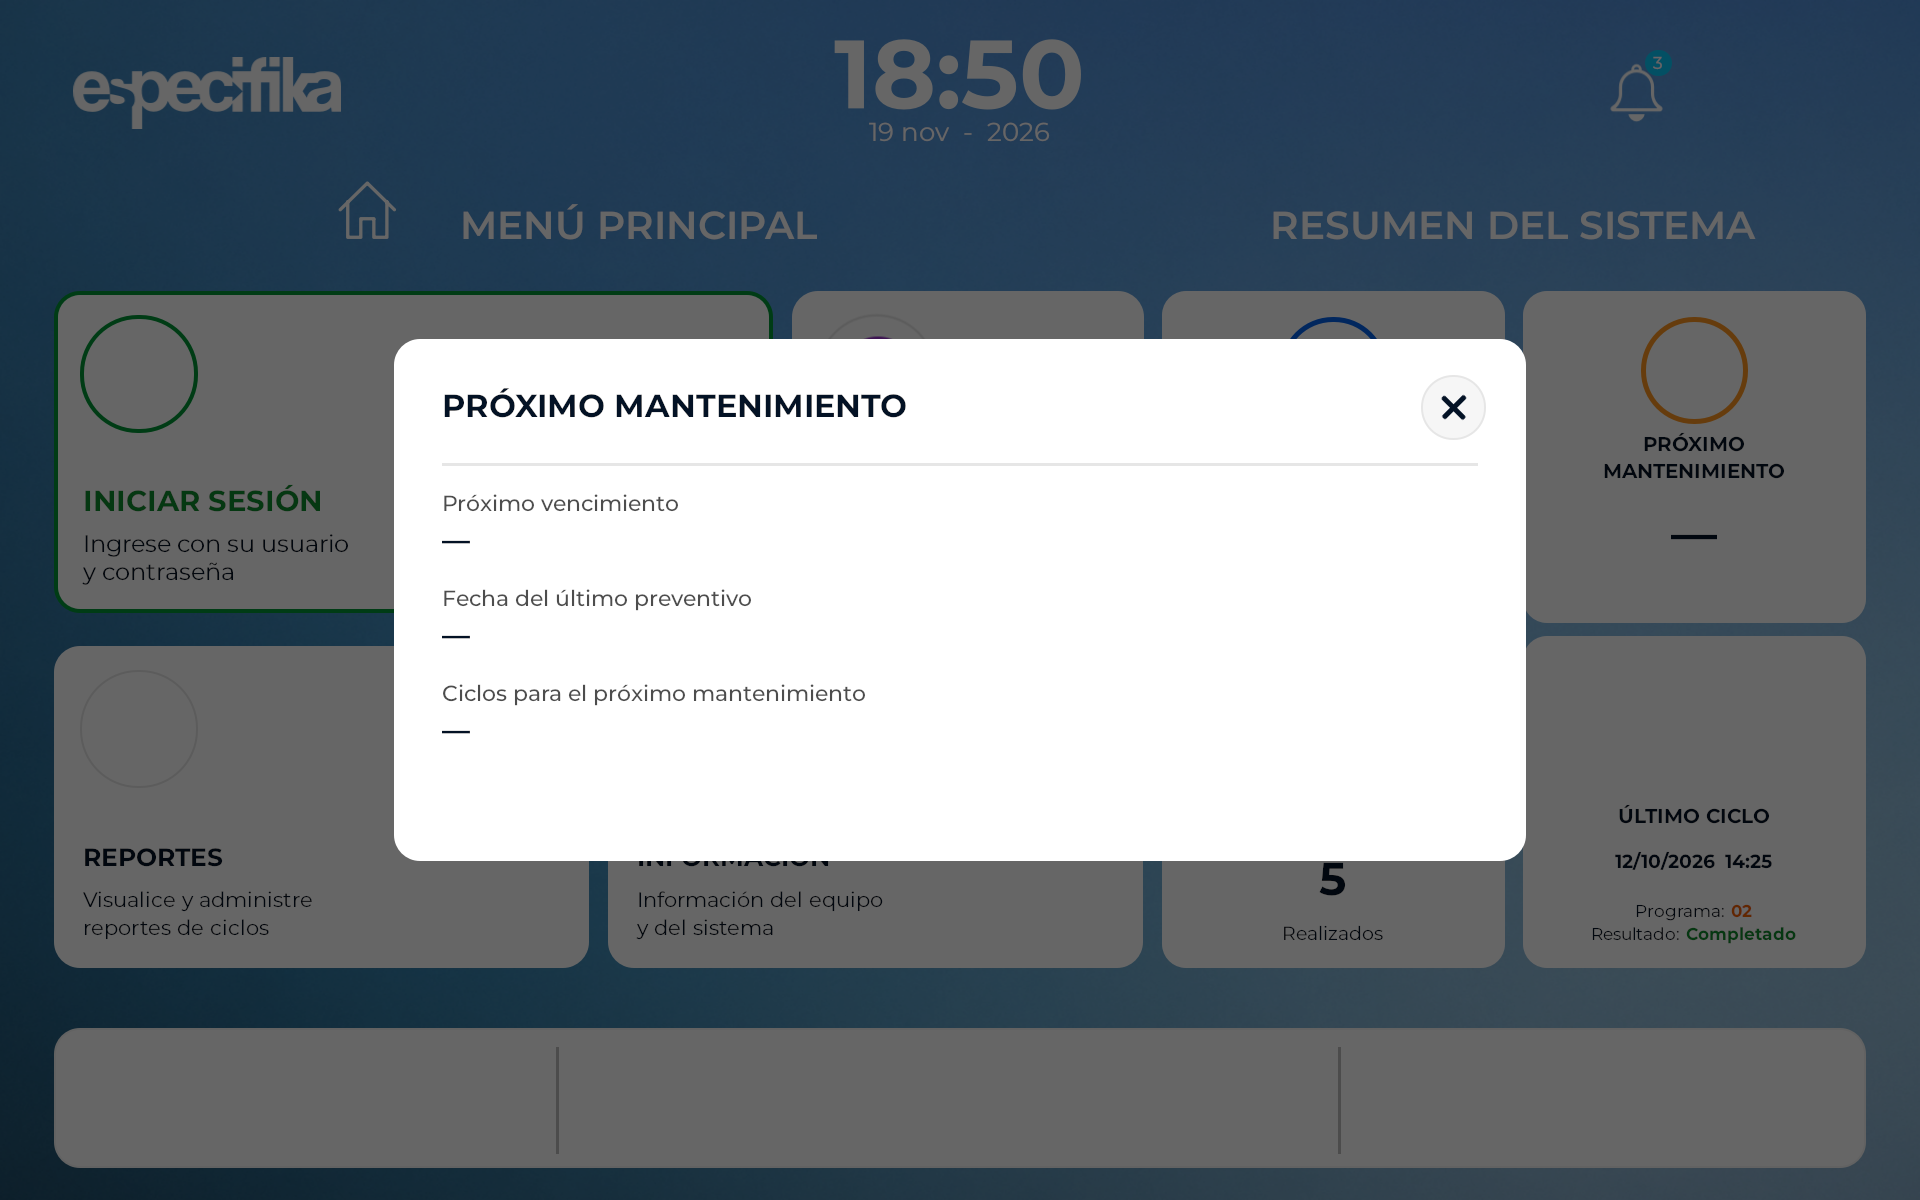 especifika
18:50
19 nov - 2026
3
MENÚ PRINCIPAL
RESUMEN DEL SISTEMA
INICIAR SESIÓN
Ingrese con su usuario
y contraseña
PRÓXIMO MANTENIMIENTO
Próximo vencimiento
—
Fecha del último preventivo
—
Ciclos para el próximo mantenimiento
—
PRÓXIMO
MANTENIMIENTO
—
REPORTES
Visualice y administre
reportes de ciclos
INFORMACIÓN
Información del equipo
y del sistema
5
Realizados
ÚLTIMO CICLO
12/10/2026 14:25
Programa: 02
Resultado: Completado